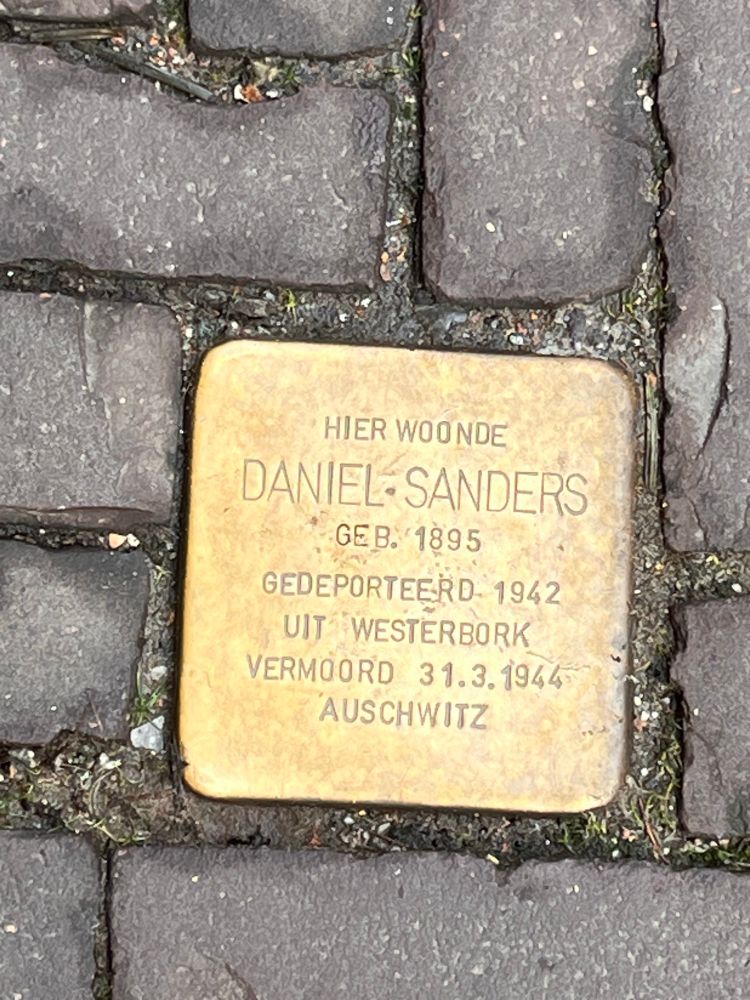 HIER WOONDE
DANIEL SANDERS
GEB. 1895
GEDEPORTEERD 1942
UIT WESTERBORK
VERMOORD 31.3.1944
AUSCHWITZ